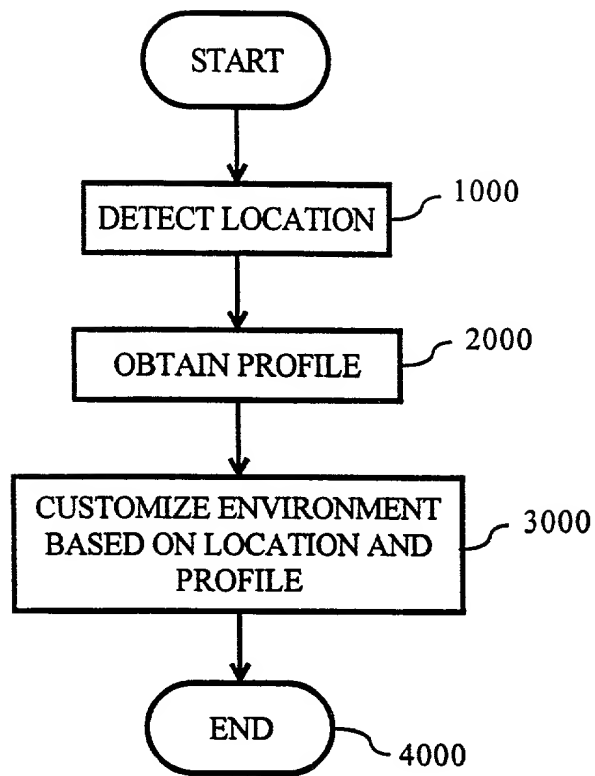 START
DETECT LOCATION
1000
OBTAIN PROFILE
2000
CUSTOMIZE ENVIRONMENT
BASED ON LOCATION AND
PROFILE
3000
END
4000